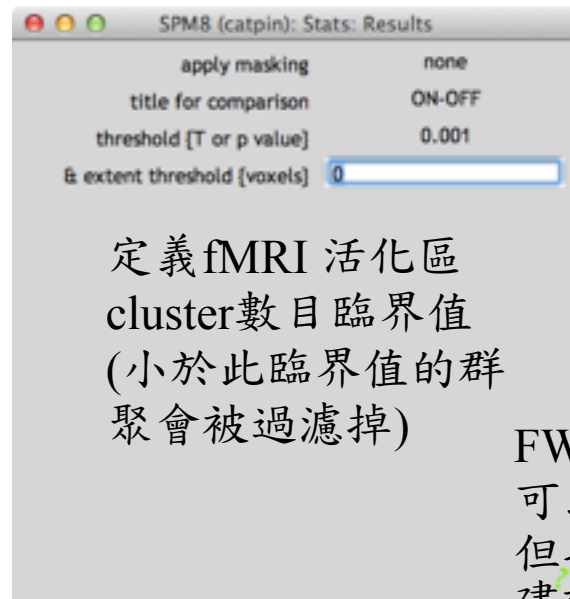 SPM8 (catpin): Stats: Results
apply masking none
title for comparison ON-OFF
threshold {T or p value} 0.001
& extent threshold {voxels} 0
定義fMRI 活化區
cluster數目臨界值
(小於此臨界值的群
聚會被過濾掉)
FW
可
但
?